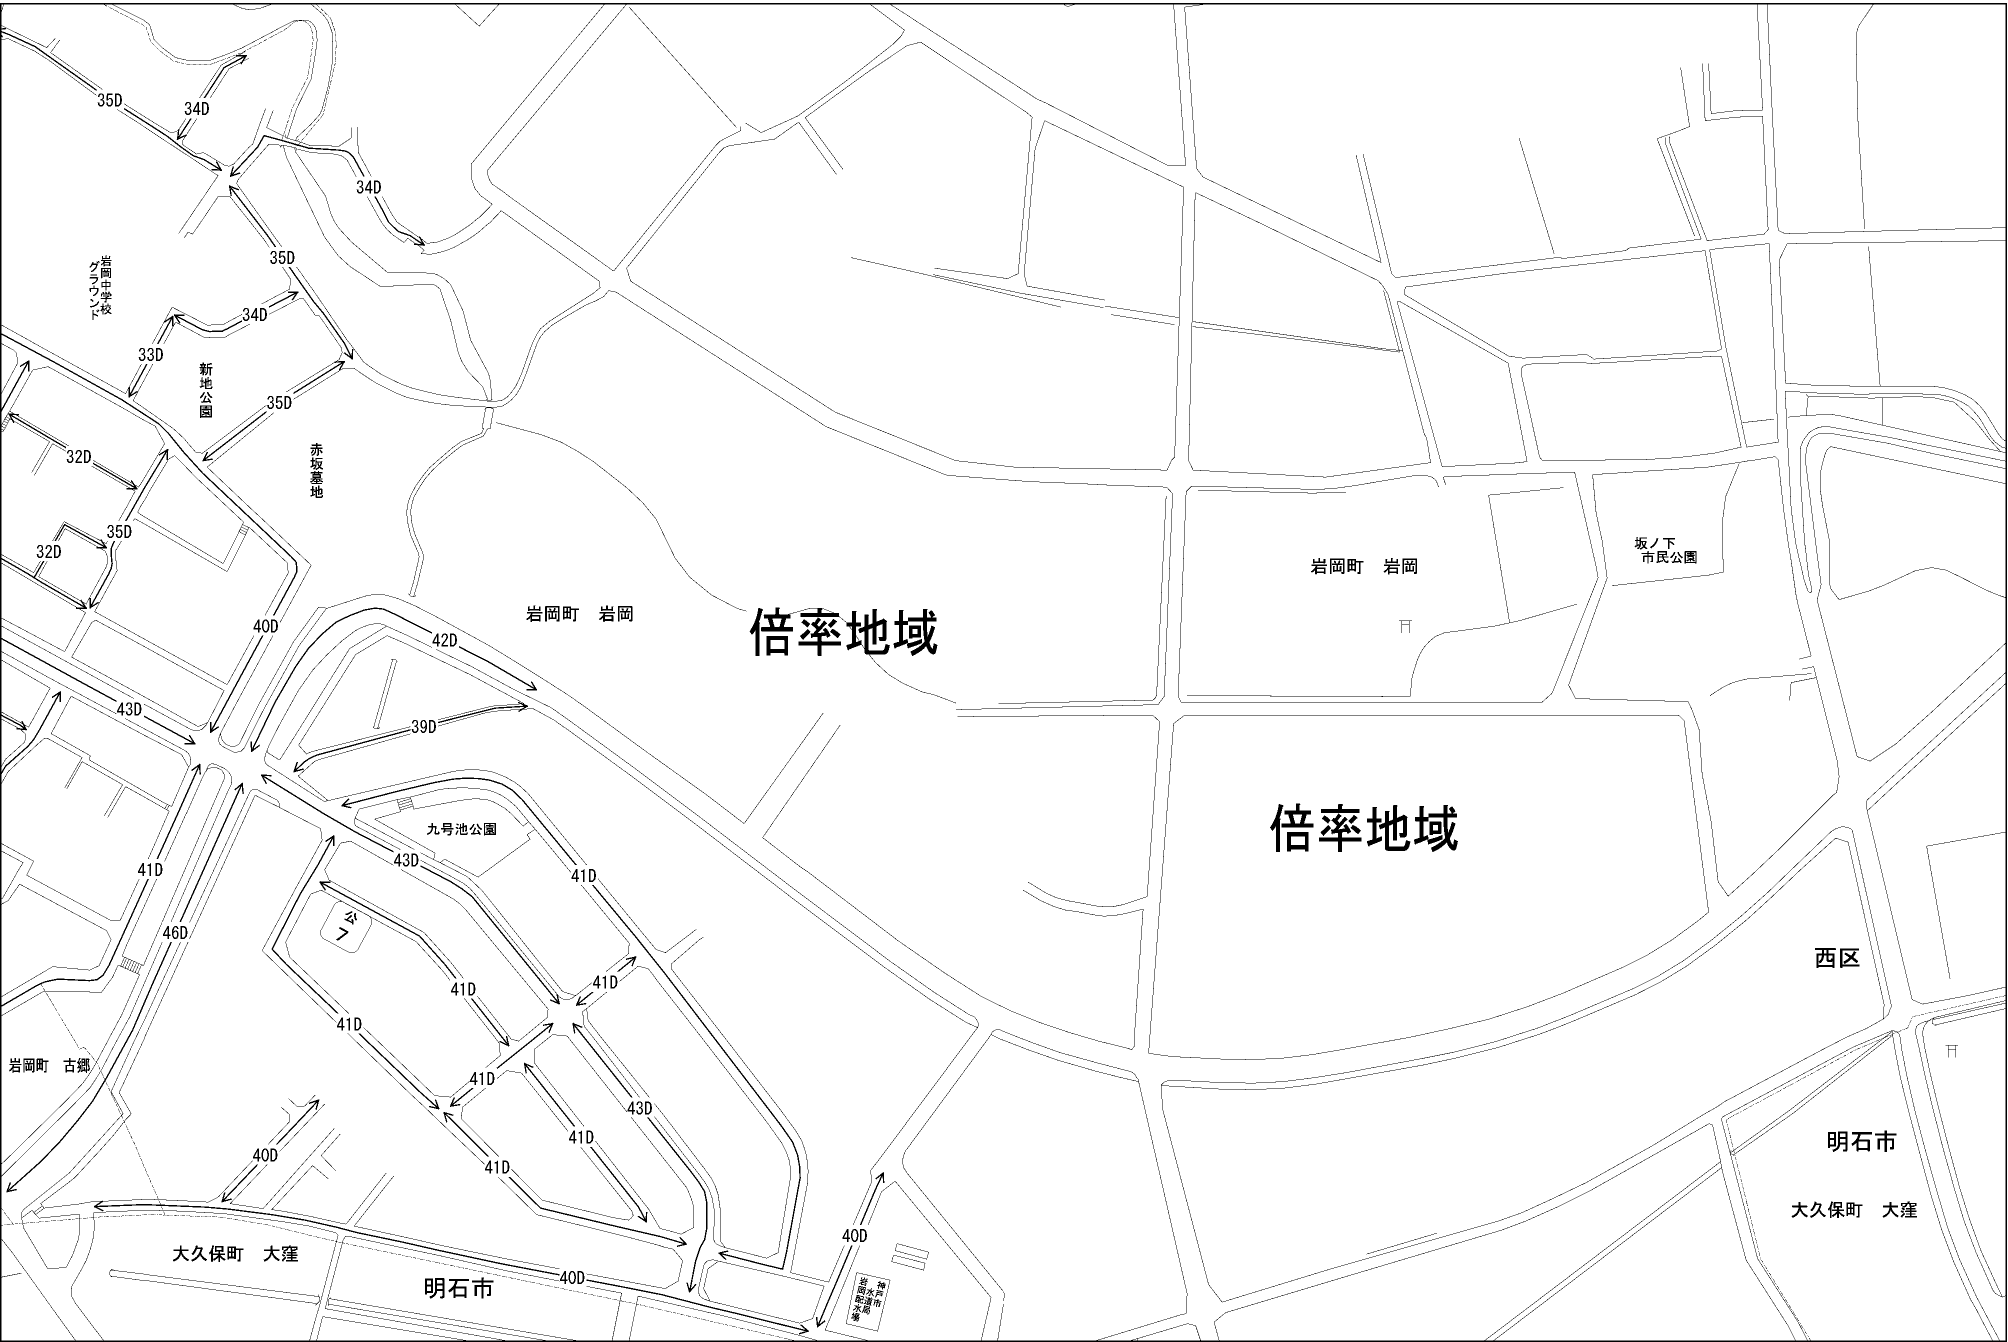 35D
34D
34D
35D
岩岡中学校
グラウンド
34D
33D
新地公園
35D
赤坂墓地
32D
35D
32D
坂ノ下
市民公園
岩岡町　岩岡
岩岡町　岩岡
倍率地域
40D
42D
43D
39D
九号池公園
倍率地域
43D
41D
41D
公
7
46D
西区
41D
41D
41D
岩岡町　古郷
41D
43D
41D
明石市
40D
41D
大久保町　大窪
40D
大久保町　大窪
40D
明石市
神戸市
水道局
岩岡配水場